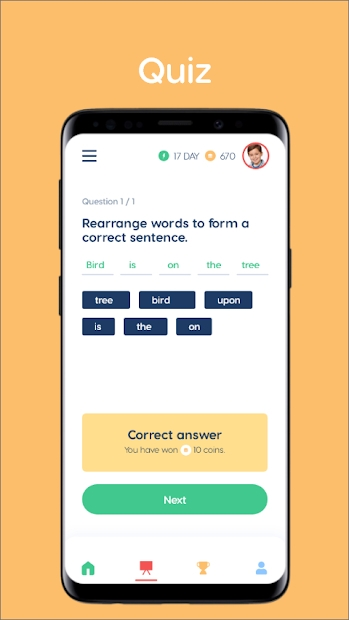 Quiz
17 DAY 670
Question 1 / 1
Rearrange words to form a
correct sentence.
Bird is on the tree
tree bird upon
is the on
Correct answer
You have won 10 coins.
Next